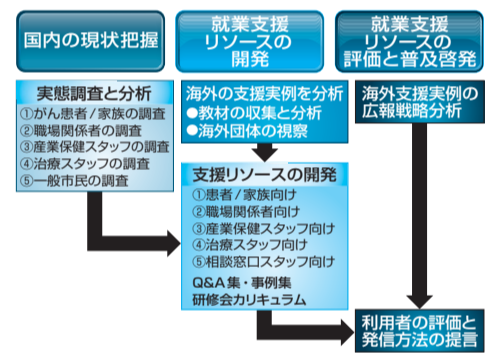 国内の現状把握
就業支援
リソースの
開発
就業支援
リソースの
評価と普及啓発
実態調査と分析
①がん患者/家族の調査
②職場関係者の調査
③産業保健スタッフの調査
④治療スタッフの調査
⑤一般市民の調査
海外の支援実例を分析
●教材の収集と分析
●海外団体の視察
海外支援実例の
広報戦略分析
支援リソースの開発
①患者/家族向け
②職場関係者向け
③産業保健スタッフ向け
④治療スタッフ向け
⑤相談窓口スタッフ向け
Q&A集・事例集
研修会カリキュラム
利用者の評価と
発信方法の提言